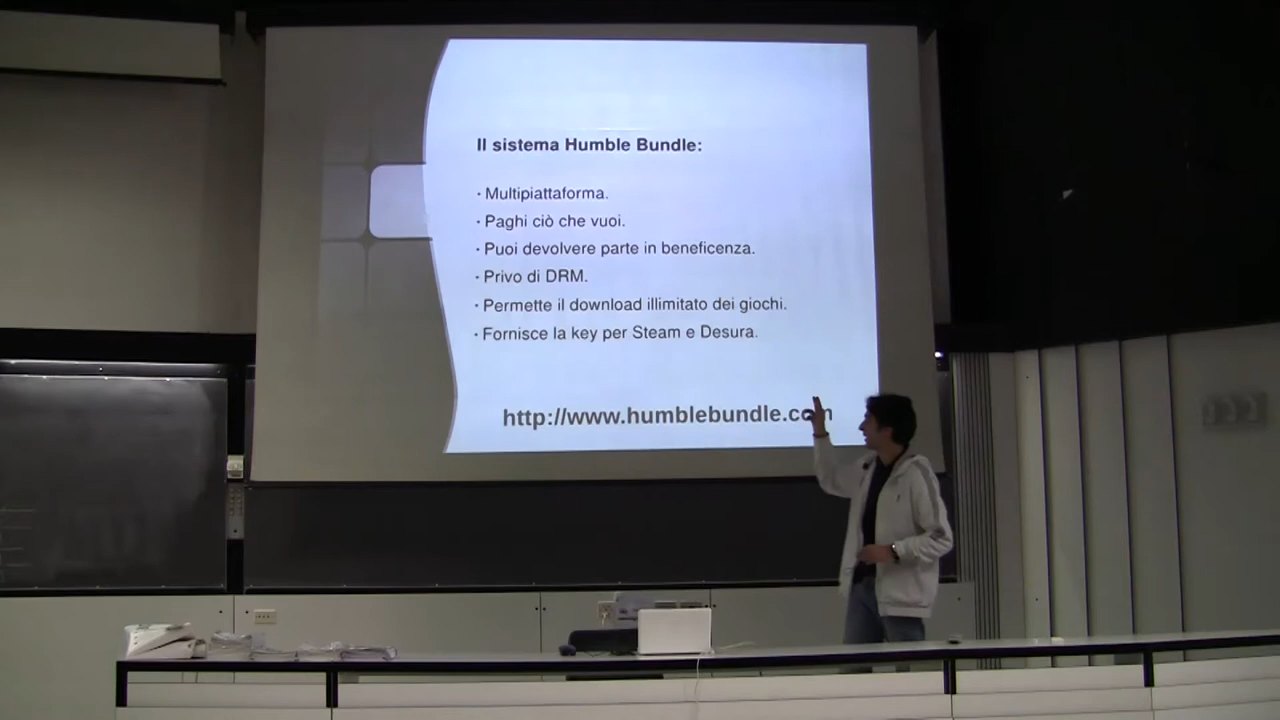 Il sistema Humble Bundle:
· Multipiattaforma.
· Paghi ciò che vuoi.
· Puoi devolvere parte in beneficenza.
· Privo di DRM.
· Permette il download illimitato dei giochi.
· Fornisce la key per Steam e Desura.
http://www.humblebundle.com